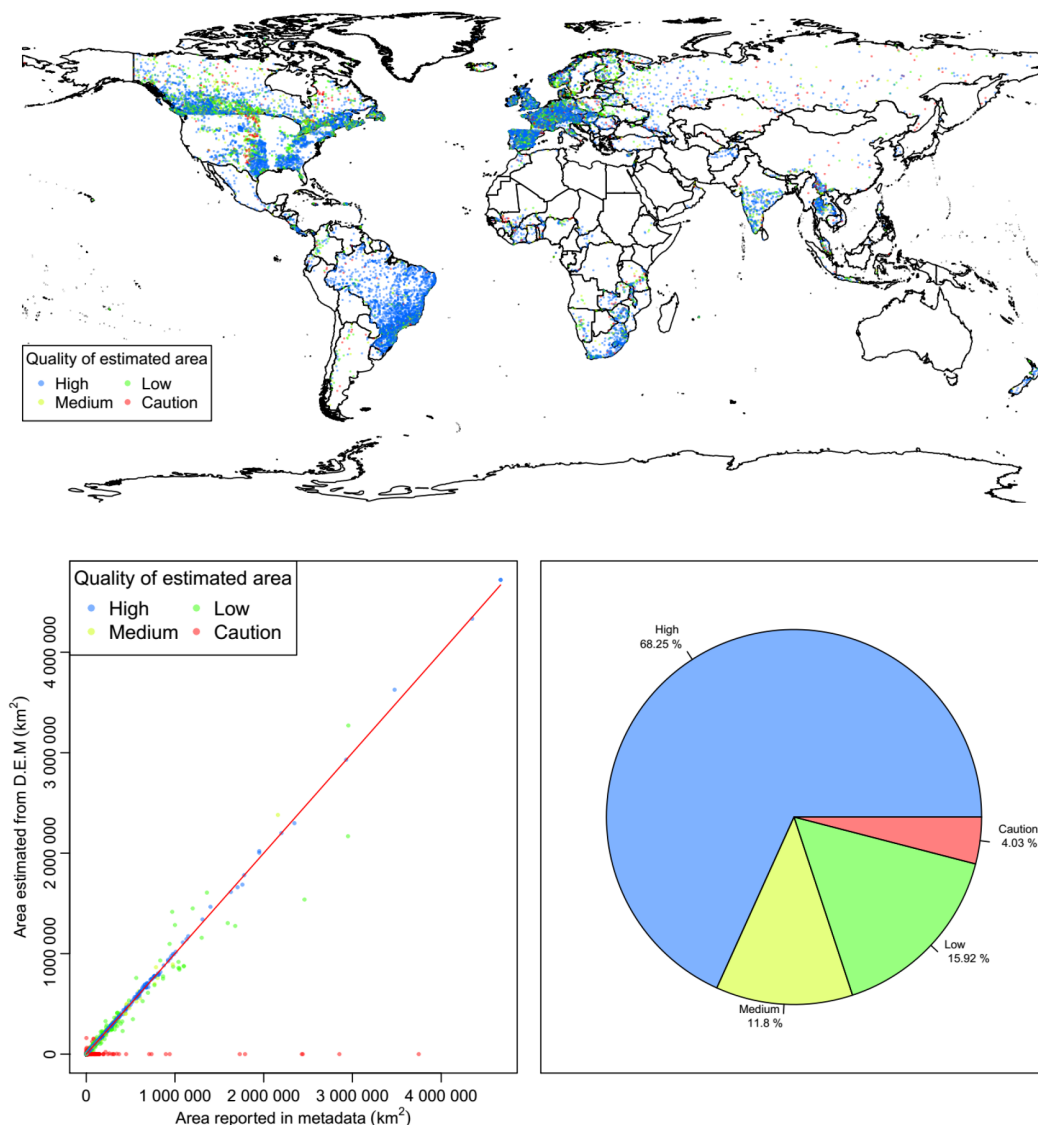 Quality of estimated area
High
Low
Medium
Caution
Quality of estimated area
High
Low
Medium
Caution
Area estimated from D.E.M (km²)
4 000 000
3 000 000
2 000 000
1 000 000
0
0
1 000 000
2 000 000
3 000 000
4 000 000
Area reported in metadata (km²)
High
68.25 %
Caution
4.03 %
Low
15.92 %
Medium
11.8 %